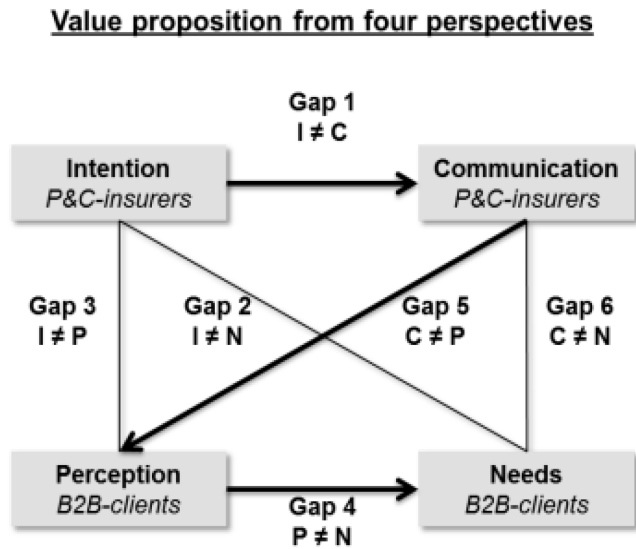 Value proposition from four perspectives
Gap 1
I ≠ C
Intention
P&C-insurers
Communication
P&C-insurers
Gap 3
I ≠ P
Gap 2
I ≠ N
Gap 5
C ≠ P
Gap 6
C ≠ N
Perception
B2B-clients
Needs
B2B-clients
Gap 4
P ≠ N